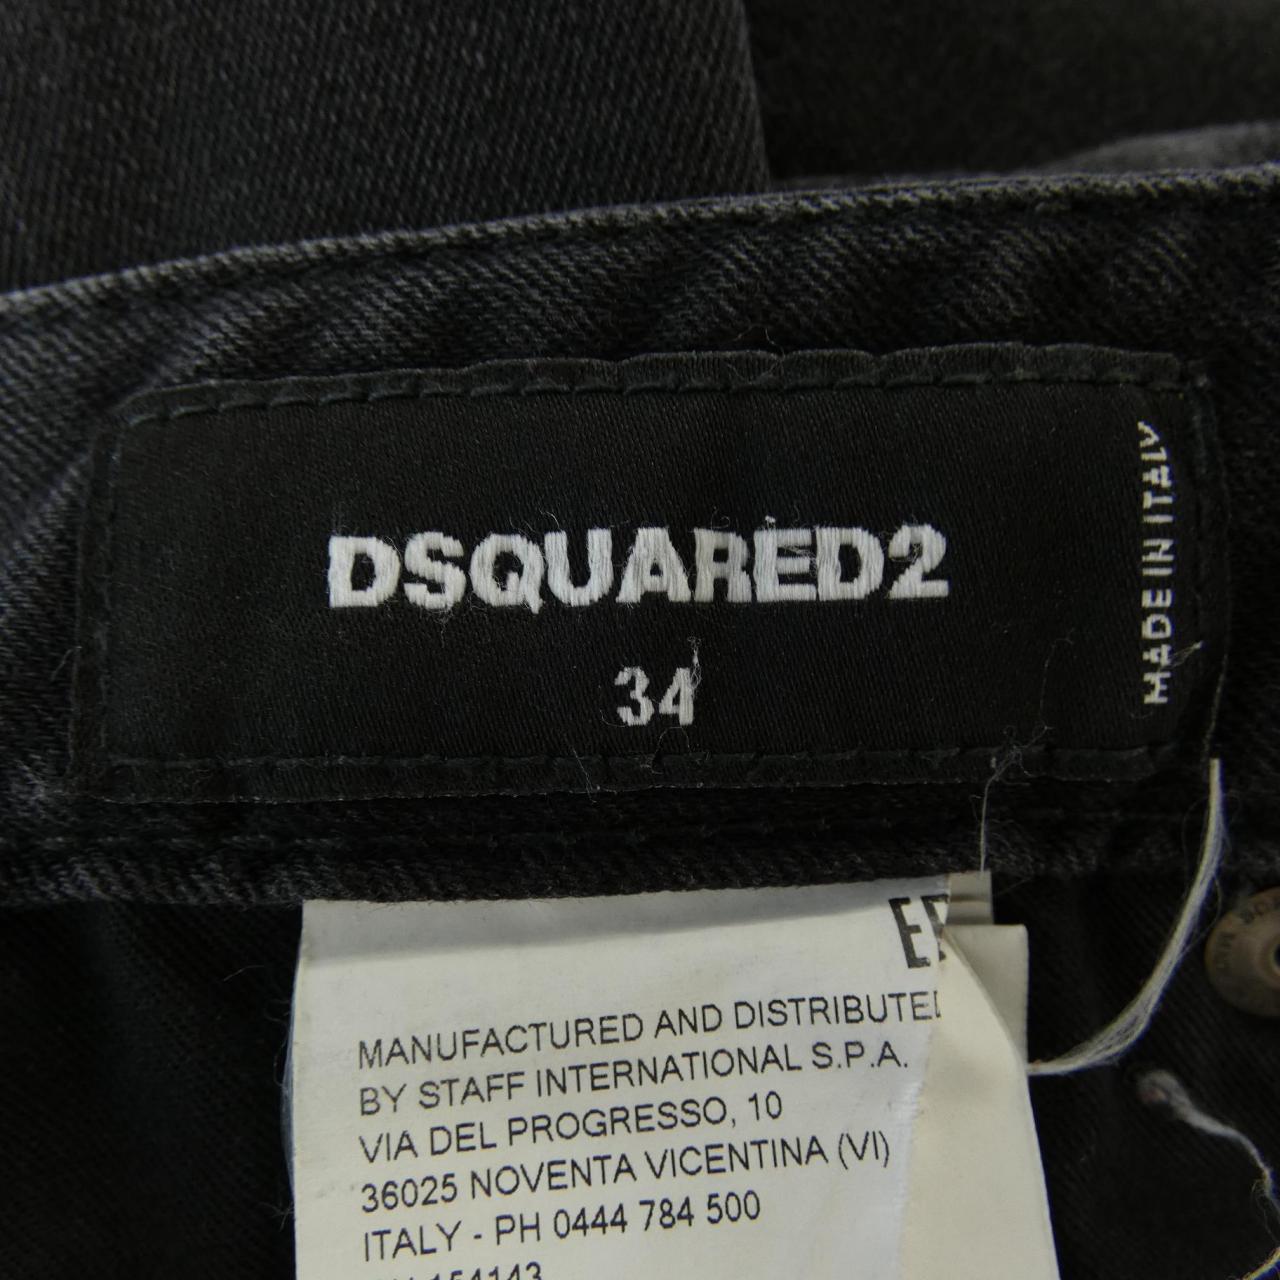 DSQUARED2
34
MADE IN ITALY
MANUFACTURED AND DISTRIBUTED
BY STAFF INTERNATIONAL S.P.A.
VIA DEL PROGRESSO, 10
36025 NOVENTA VICENTINA (VI)
ITALY - PH 0444 784 500
154143